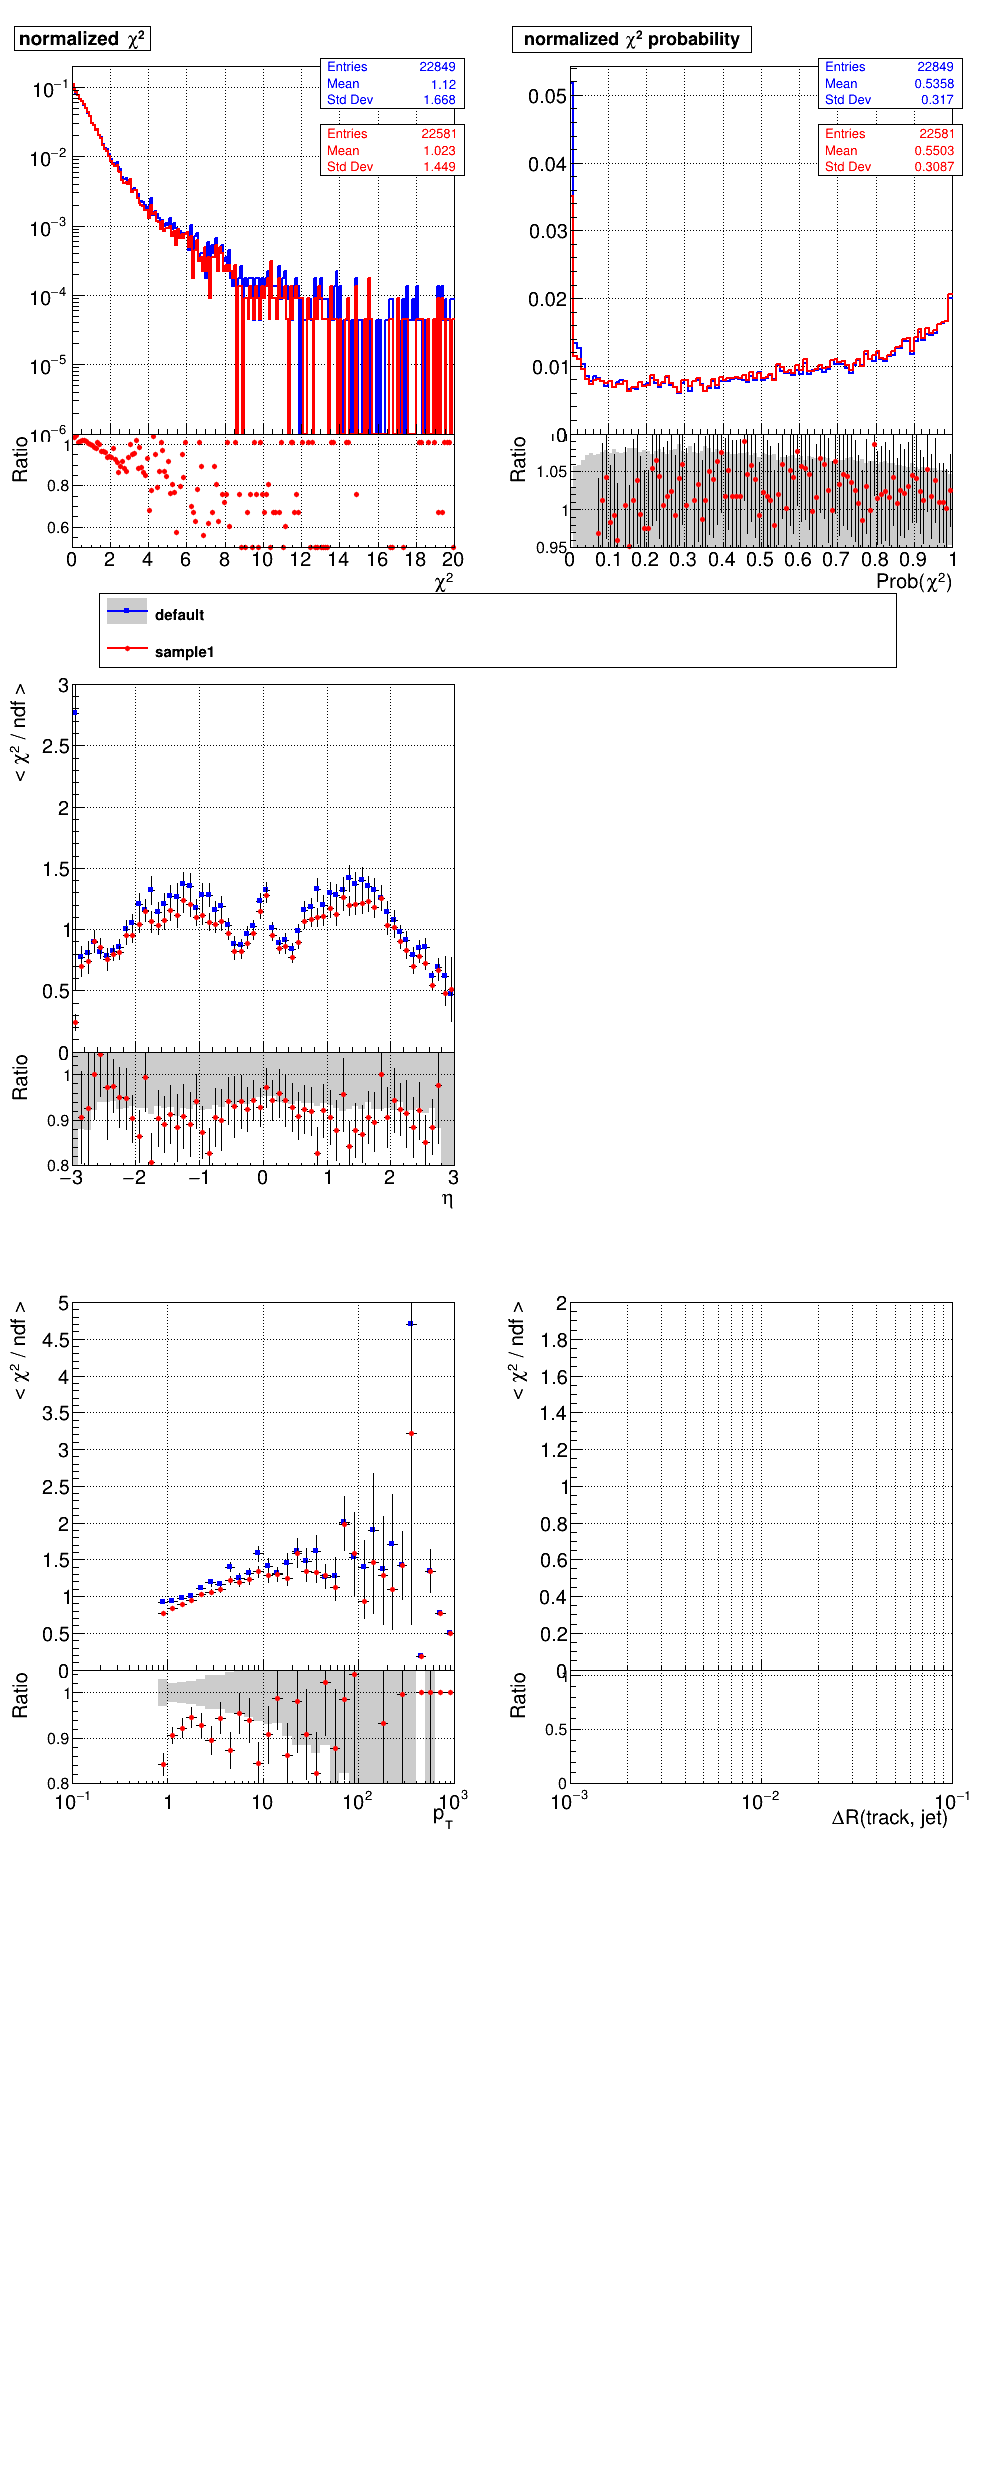 normalized χ²
Entries 22849
Mean 1.12
Std Dev 1.668
Entries 22581
Mean 1.023
Std Dev 1.449
10⁻¹
10⁻²
10⁻³
10⁻⁴
10⁻⁵
10⁻⁶
Ratio
1
0.8
0.6
0 2 4 6 8 10 12 14 16 18 20
χ²
normalized χ² probability
Entries 22849
Mean 0.5358
Std Dev 0.317
Entries 22581
Mean 0.5503
Std Dev 0.3087
0.05
0.04
0.03
0.02
0.01
0
Ratio
1.05
1
0.95
0 0.1 0.2 0.3 0.4 0.5 0.6 0.7 0.8 0.9 1
Prob(χ²)
default
sample1
< χ² / ndf >
3
2.5
2
1.5
1
0.5
0
Ratio
1
0.9
0.8
−3 −2 −1 0 1 2 3
η
< χ² / ndf >
5
4.5
4
3.5
3
2.5
2
1.5
1
0.5
0
Ratio
1
0.9
0.8
10⁻¹ 1 10 10² 10³
p_T
< χ² / ndf >
2
1.8
1.6
1.4
1.2
1
0.8
0.6
0.4
0.2
0
Ratio
1
0.5
0
10⁻³ 10⁻² 10⁻¹
ΔR(track, jet)